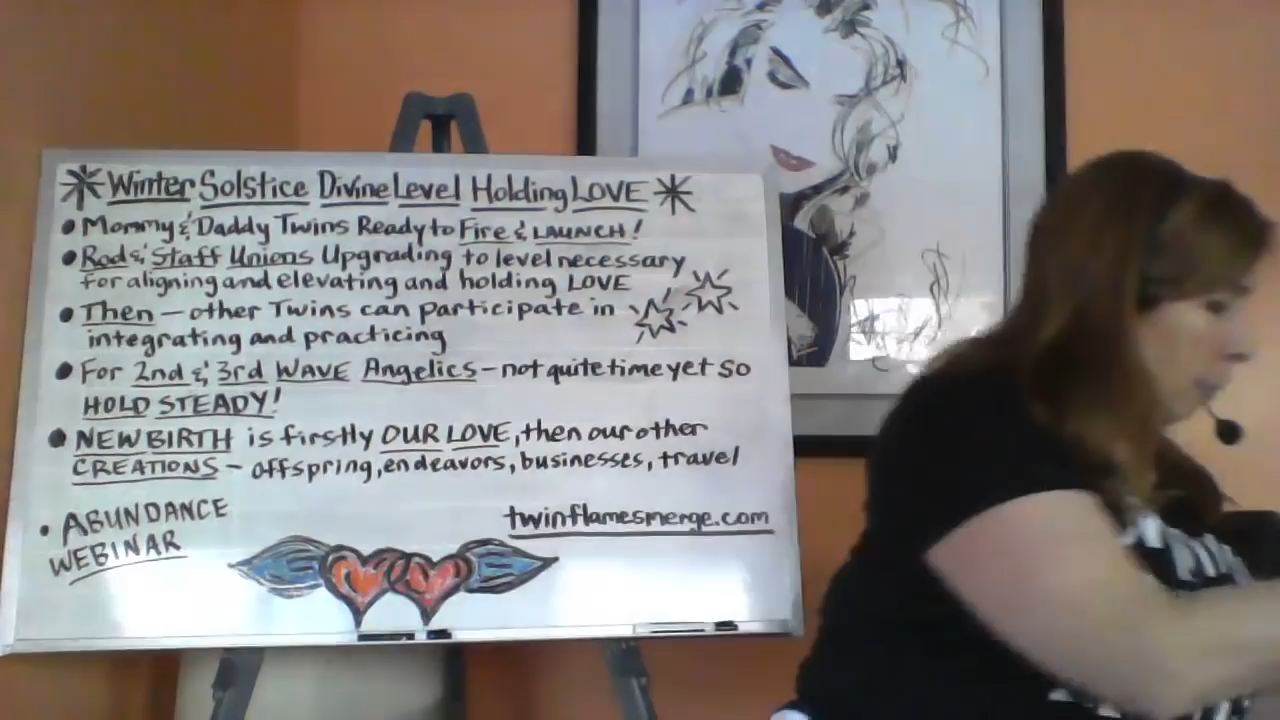 Winter Solstice Divine Level Holding LOVE
• Mommy & Daddy Twins Ready to Fire & LAUNCH!
• Rod & Staff Unions Upgrading to level necessary
for aligning and elevating and holding LOVE
• Then - other Twins can participate in
integrating and practicing
• For 2nd & 3rd WAVE Angelics - not quite time yet so
HOLD STEADY!
• NEW BIRTH is firstly OUR LOVE, then our other
CREATIONS - offspring, endeavors, businesses, travel
• ABUNDANCE
WEBINAR
twinflamesmerge.com